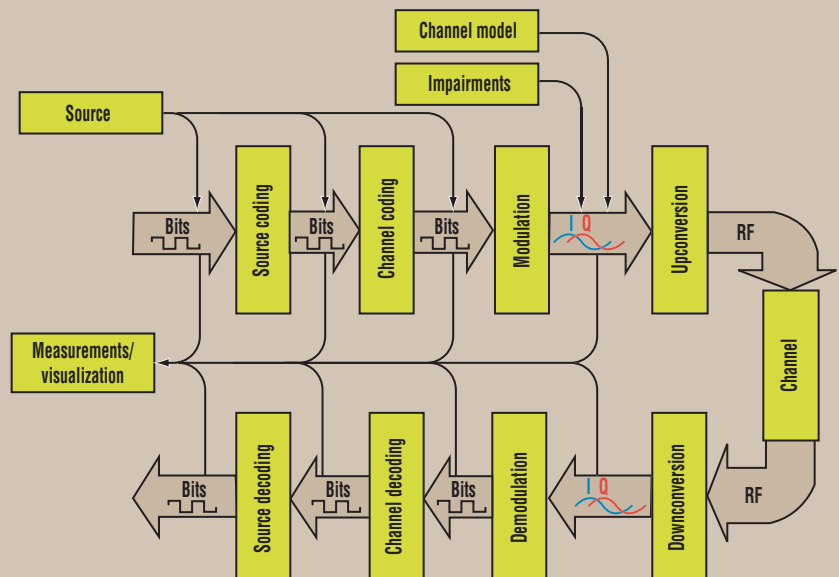 Channel model
Impairments
Source
Bits
Source coding
Bits
Channel coding
Bits
Modulation
I Q
Upconversion
RF
Channel
Measurements/
visualization
Bits
Source decoding
Bits
Channel decoding
Bits
Demodulation
I Q
Downconversion
RF